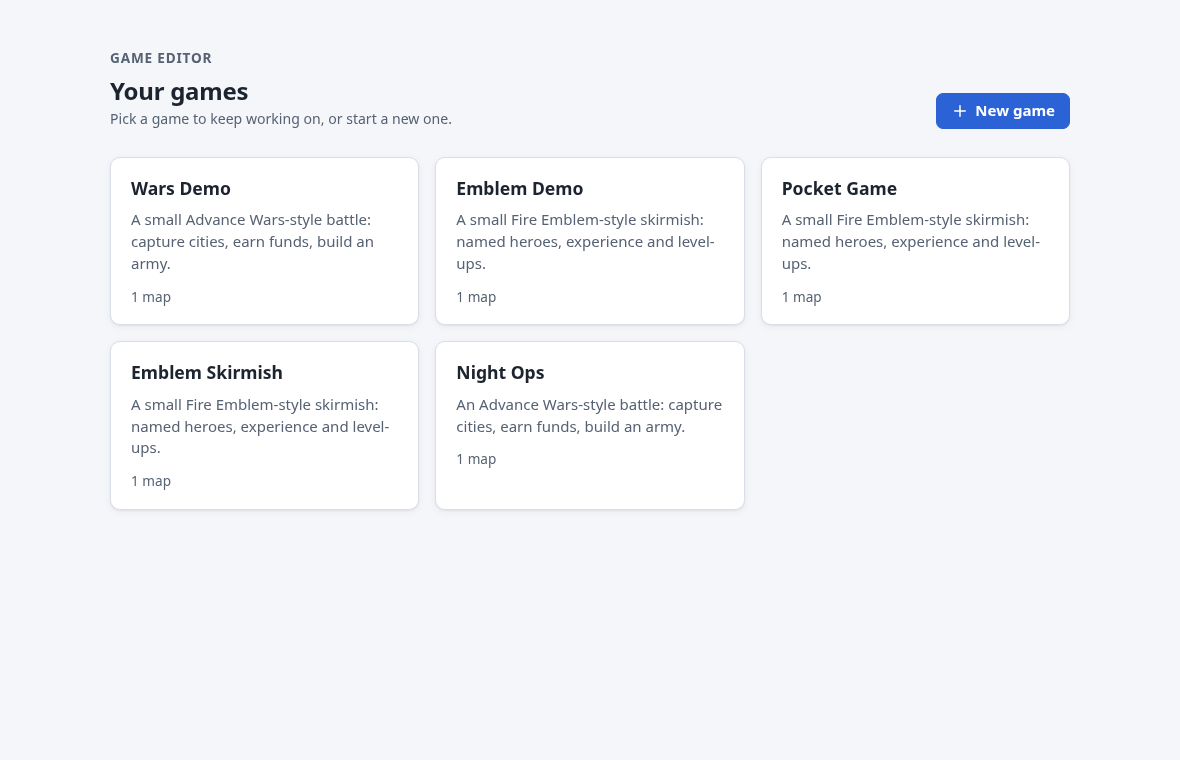 GAME EDITOR
Your games
Pick a game to keep working on, or start a new one.
New game
Wars Demo
A small Advance Wars-style battle:
capture cities, earn funds, build an
army.
1 map
Emblem Demo
A small Fire Emblem-style skirmish:
named heroes, experience and level-
ups.
1 map
Pocket Game
A small Fire Emblem-style skirmish:
named heroes, experience and level-
ups.
1 map
Emblem Skirmish
A small Fire Emblem-style skirmish:
named heroes, experience and level-
ups.
1 map
Night Ops
An Advance Wars-style battle: capture
cities, earn funds, build an army.
1 map